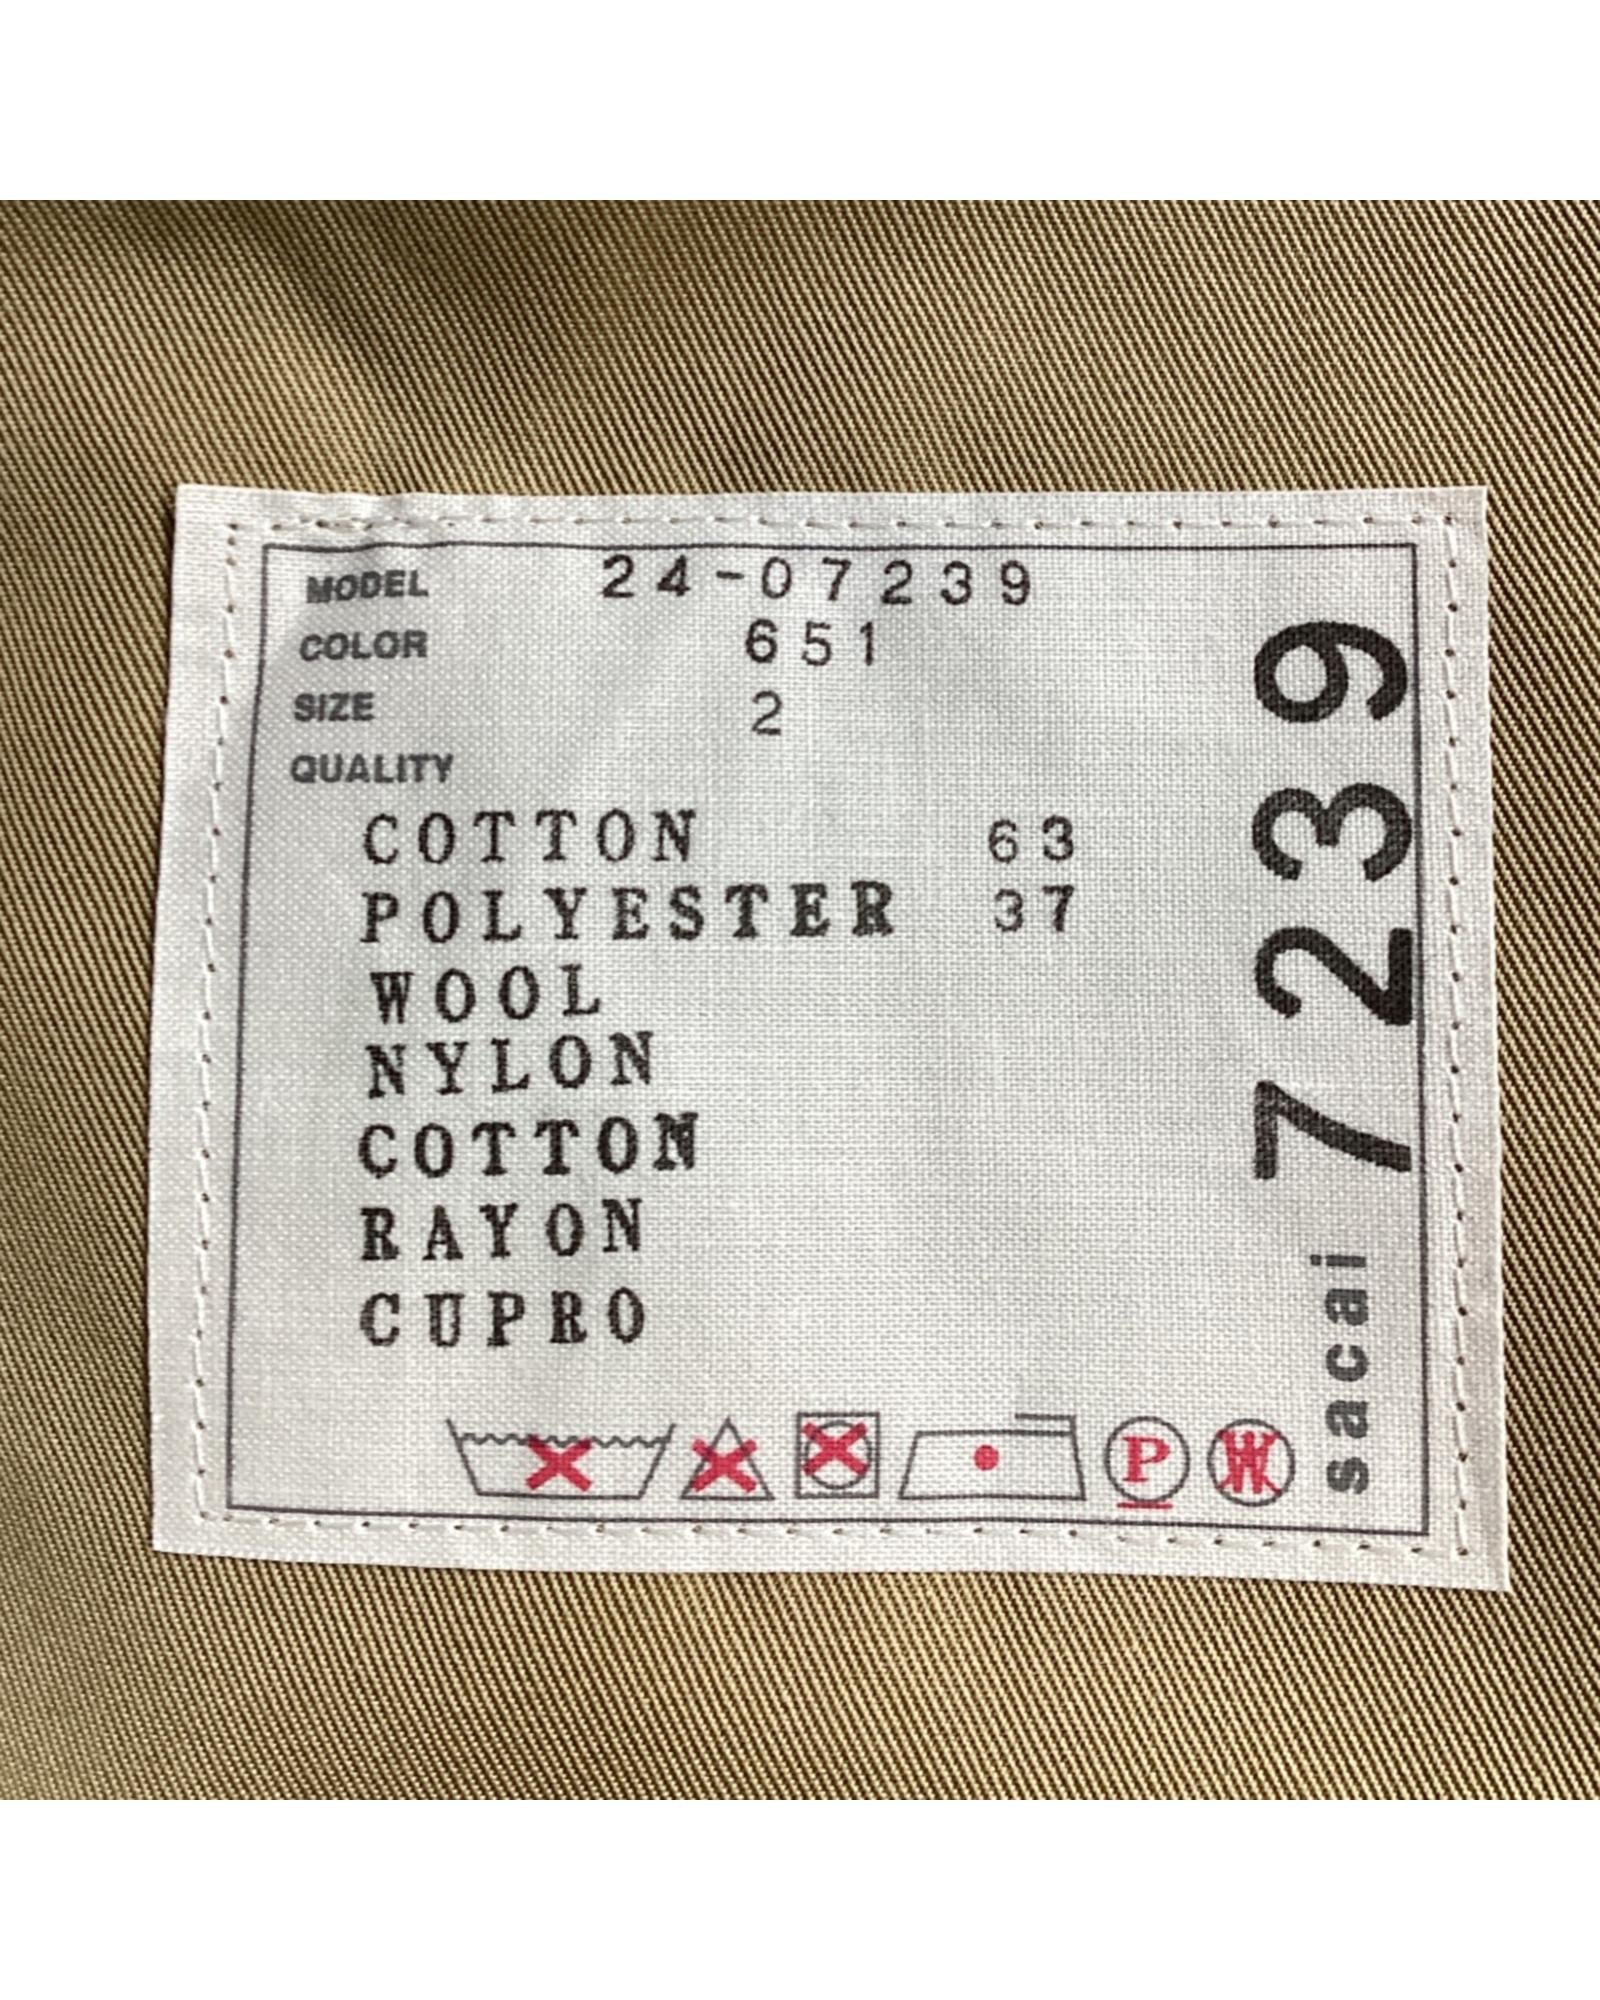 MODEL 24-07239
COLOR 651
SIZE 2
QUALITY
COTTON 63
POLYESTER 37
WOOL
NYLON
COTTON
RAYON
CUPRO
P W
sacai 7239